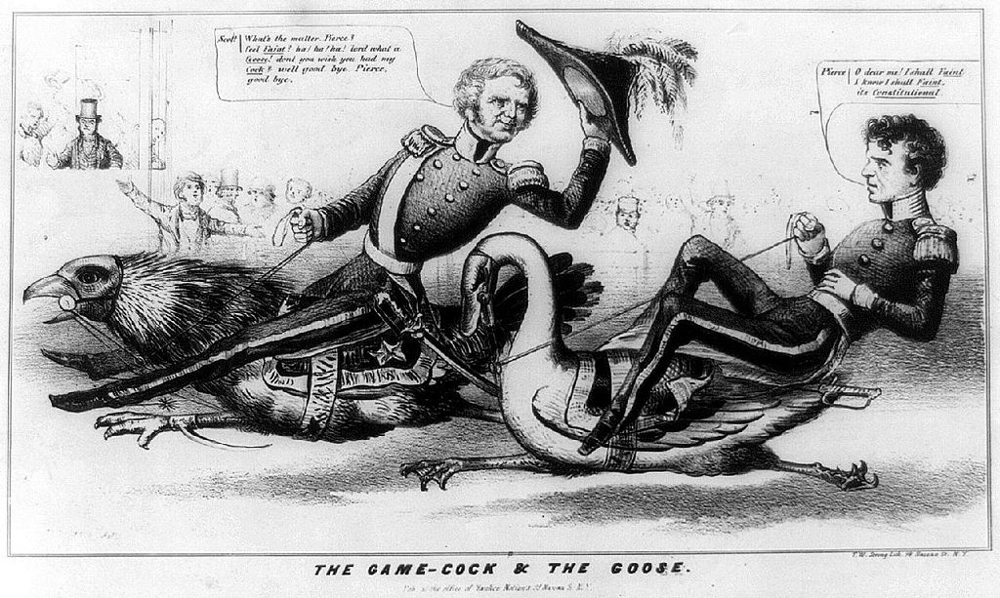 Scott | What's the matter. Pierce?
feel Faint? ha! ha! ha! lord what a
Goose! dont you wish you had my
Cock? well good bye. Pierce,
good bye.
Pierce | O dear me! I shall Faint
I know I shall Faint,
its Constitutional.
T. W. Strong Lith. 98 Nassau St. N. Y.
THE GAME-COCK & THE GOOSE.
Pub. at the office of Yankee Notions 98 Nassau S. N.Y.